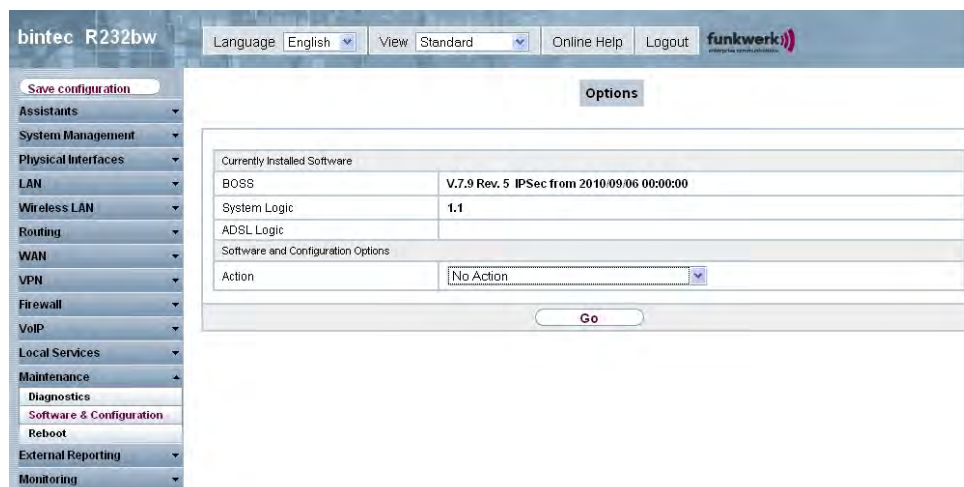 bintec R232bw
Language English View Standard Online Help Logout funkwerk
Save configuration
Options
Assistants
System Management
Physical Interfaces
LAN
Wireless LAN
Routing
WAN
VPN
Firewall
VoIP
Local Services
Maintenance
Diagnostics
Software & Configuration
Reboot
External Reporting
Monitoring
Currently Installed Software
BOSS V.7.9 Rev. 5 IPSec from 2010/09/06 00:00:00
System Logic 1.1
ADSL Logic
Software and Configuration Options
Action No Action
Go